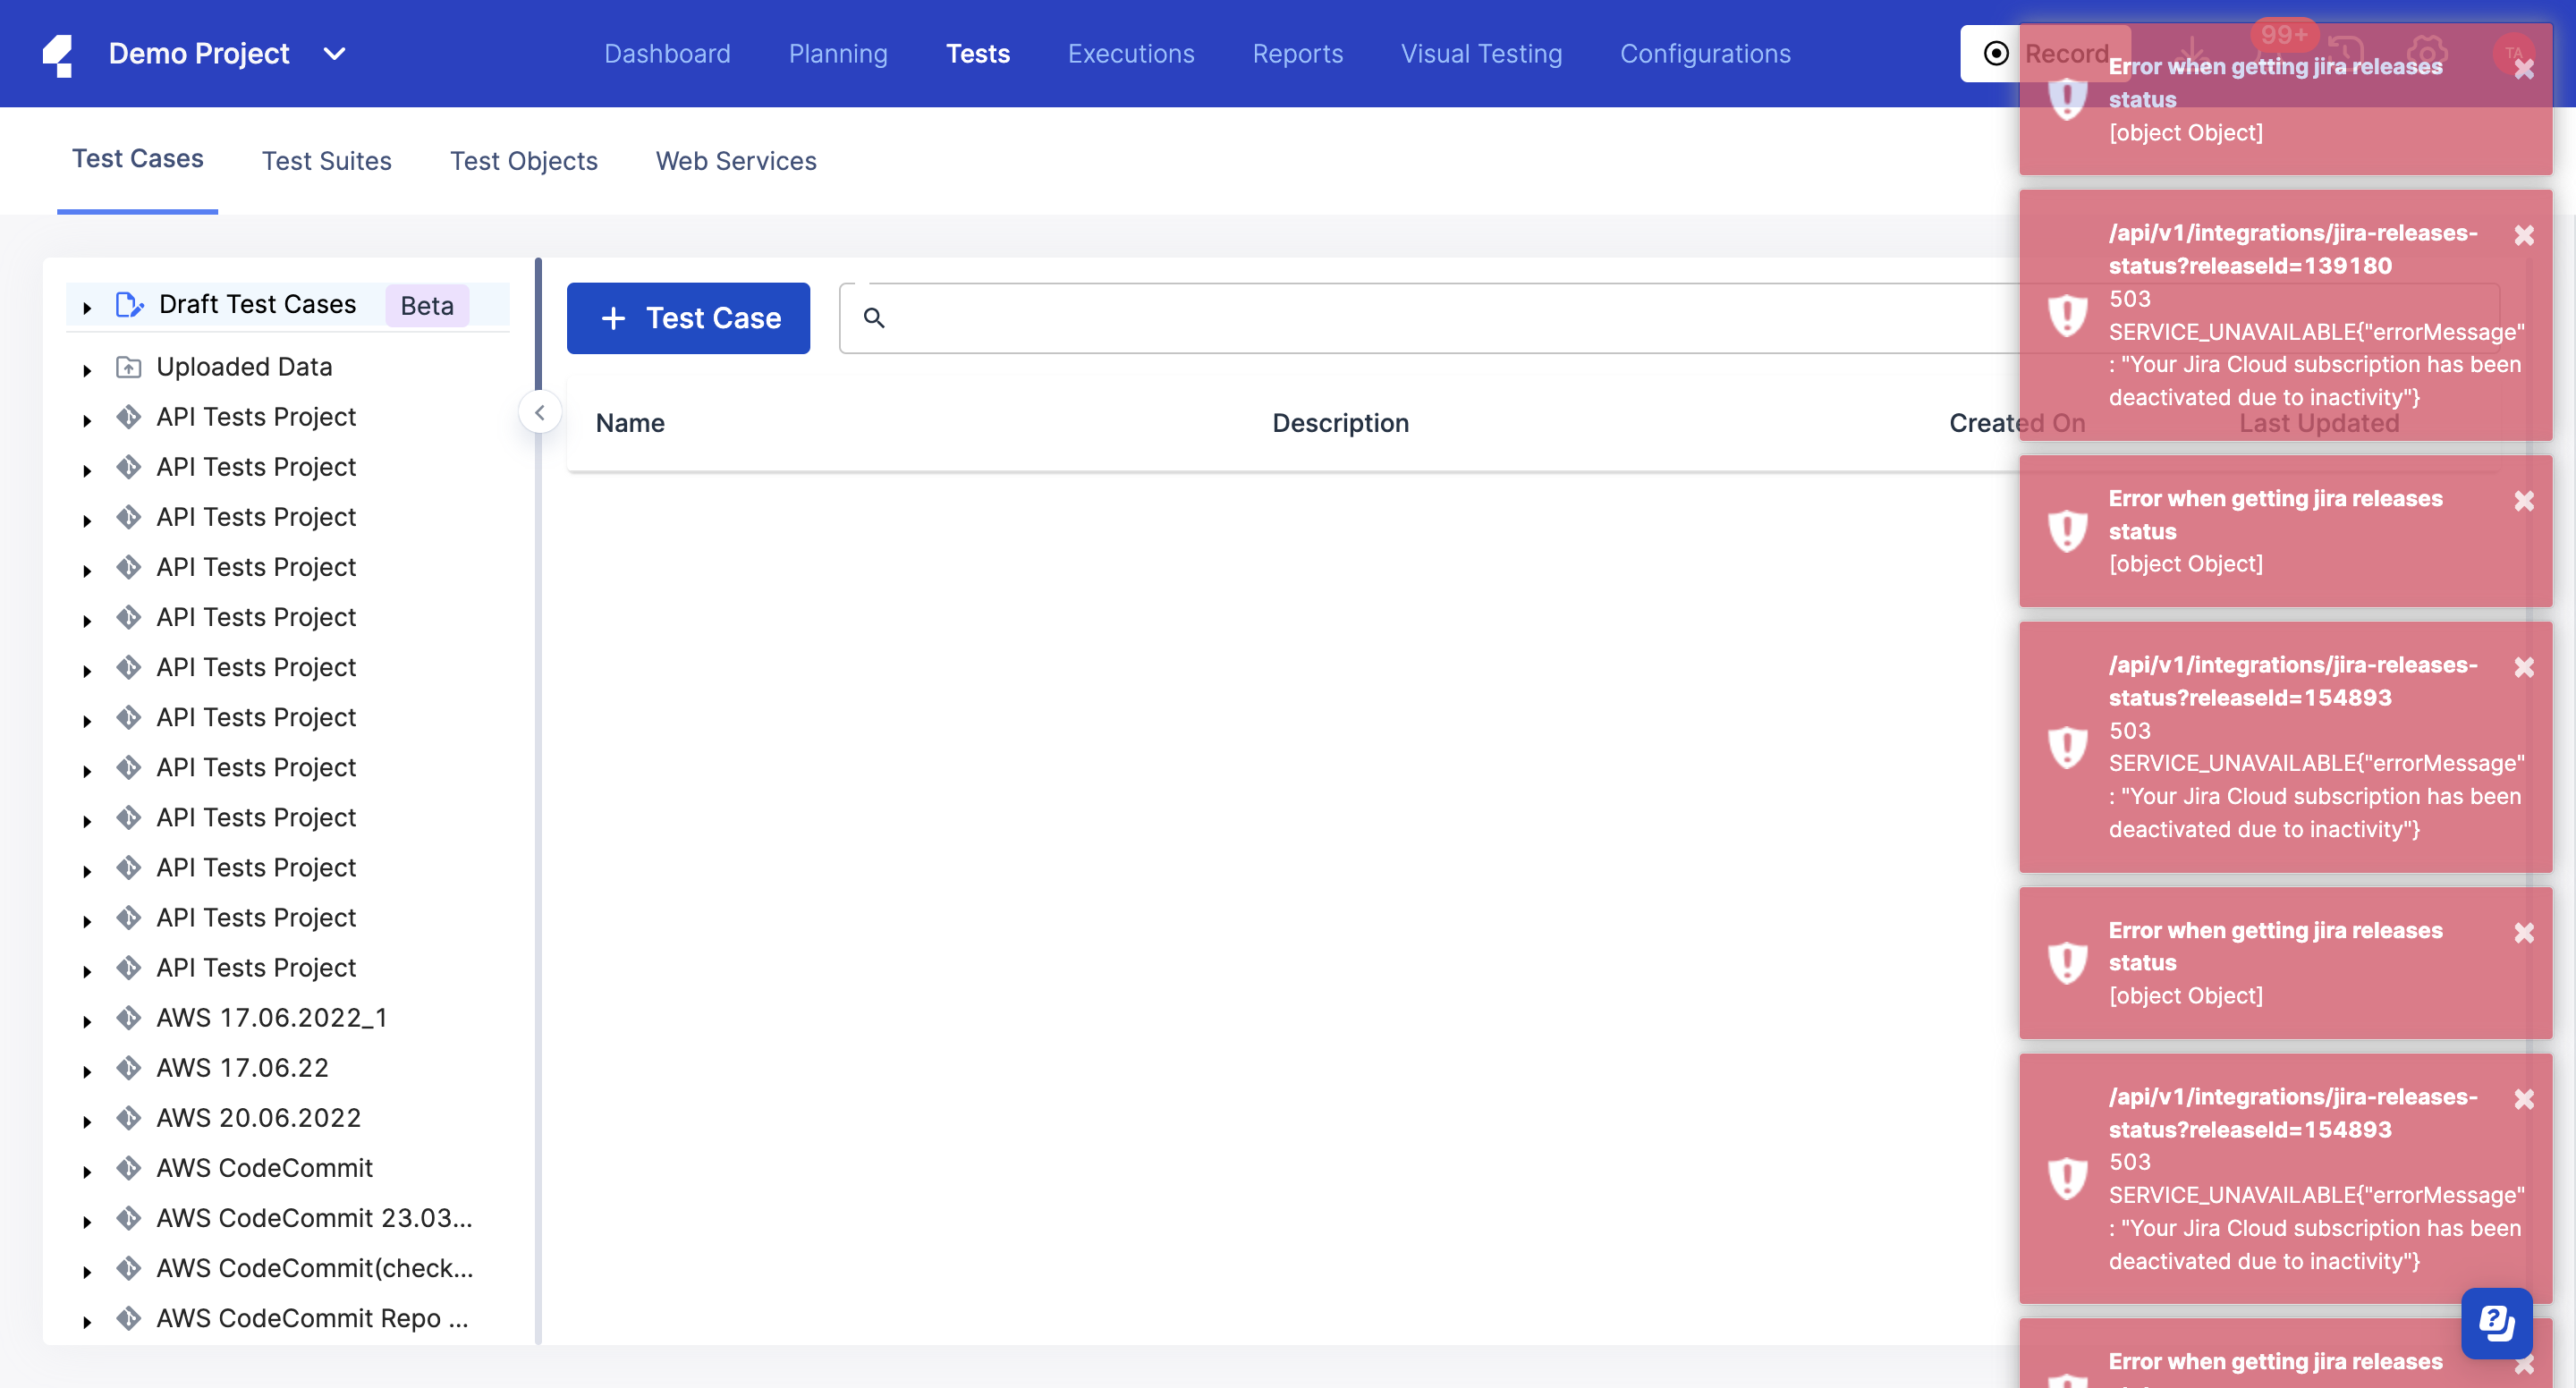 Demo Project
Dashboard
Planning
Tests
Executions
Reports
Visual Testing
Configurations
Record
99+
TA
Test Cases
Test Suites
Test Objects
Web Services
Draft Test Cases
Beta
Uploaded Data
API Tests Project
API Tests Project
API Tests Project
API Tests Project
API Tests Project
API Tests Project
API Tests Project
API Tests Project
API Tests Project
API Tests Project
API Tests Project
API Tests Project
AWS 17.06.2022_1
AWS 17.06.22
AWS 20.06.2022
AWS CodeCommit
AWS CodeCommit 23.03...
AWS CodeCommit(check...
AWS CodeCommit Repo ...
+ Test Case
Name
Description
Created On
Last Updated
Error when getting jira releases
status
[object Object]
/api/v1/integrations/jira-releases-
status?releaseId=139180
503
SERVICE_UNAVAILABLE{"errorMessage"
: "Your Jira Cloud subscription has been
deactivated due to inactivity"}
Error when getting jira releases
status
[object Object]
/api/v1/integrations/jira-releases-
status?releaseId=154893
503
SERVICE_UNAVAILABLE{"errorMessage"
: "Your Jira Cloud subscription has been
deactivated due to inactivity"}
Error when getting jira releases
status
[object Object]
/api/v1/integrations/jira-releases-
status?releaseId=154893
503
SERVICE_UNAVAILABLE{"errorMessage"
: "Your Jira Cloud subscription has been
deactivated due to inactivity"}
Error when getting jira releases